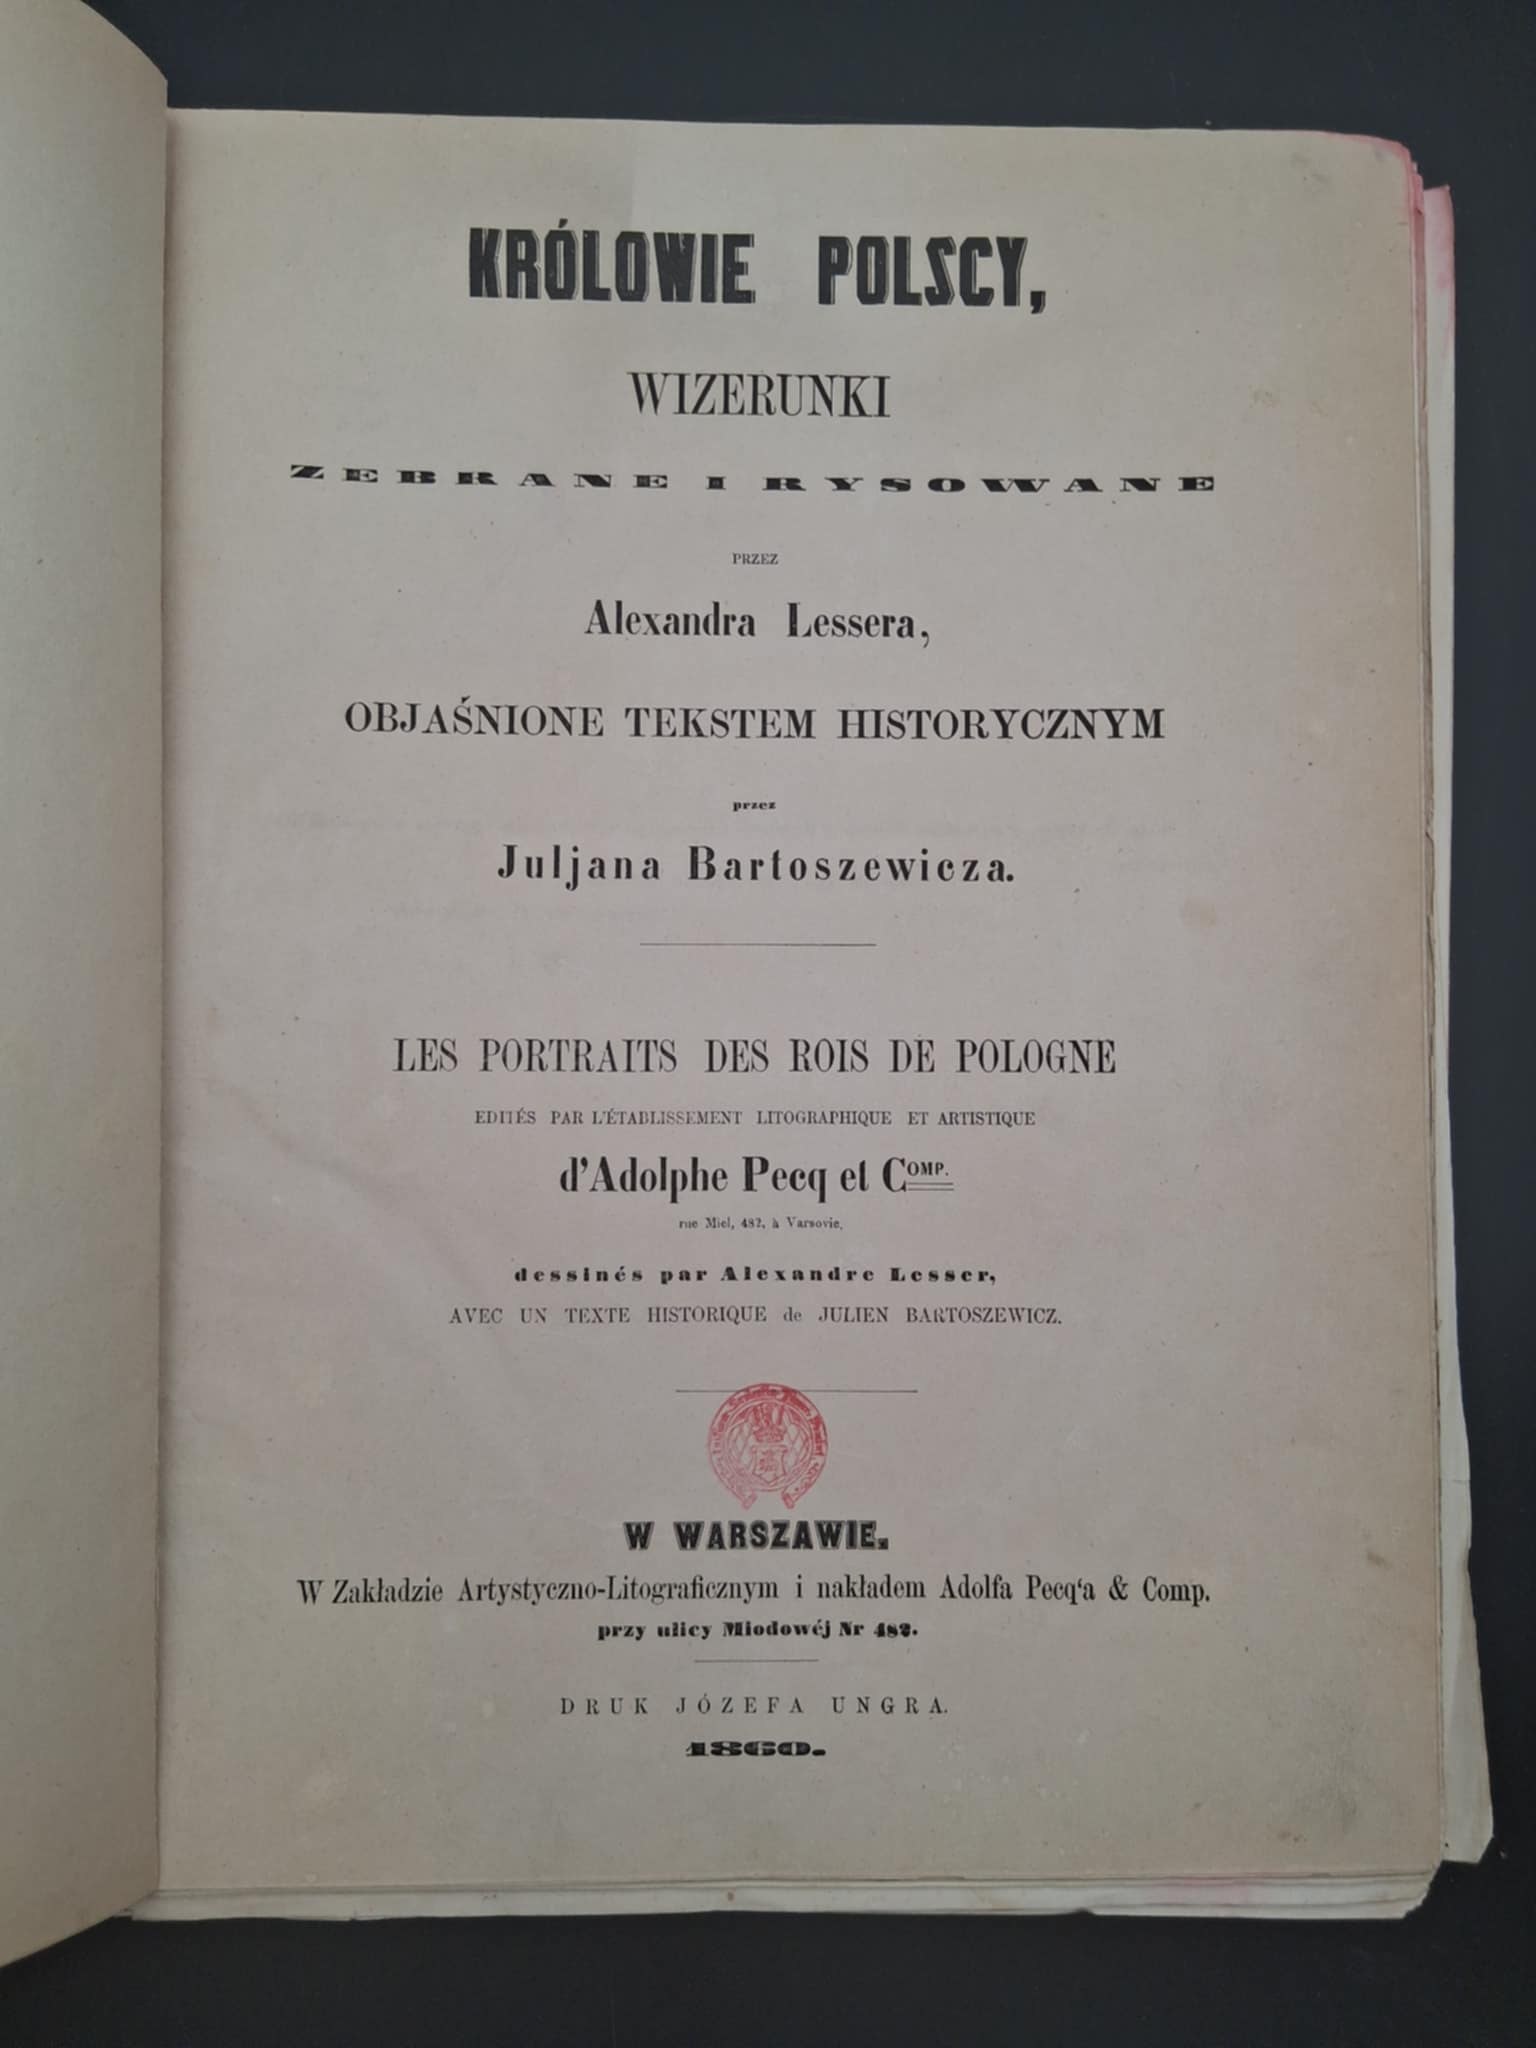 KRÓLOWIE POLSCY,
WIZERUNKI
ZEBRANE I RYSOWANE
PRZEZ
Alexandra Lessera,
OBJAŚNIONE TEKSTEM HISTORYCZNYM
przez
Juljana Bartoszewicza.
LES PORTRAITS DES ROIS DE POLOGNE
EDITÉS PAR L'ÉTABLISSEMENT LITOGRAPHIQUE ET ARTISTIQUE
d'Adolphe Pecq et COMP.
rue Miel, 482, à Varsovie,
dessinés par Alexandre Lesser,
AVEC UN TEXTE HISTORIQUE de JULIEN BARTOSZEWICZ.
W WARSZAWIE.
W Zakładzie Artystyczno-Litograficznym i nakładem Adolfa Pecq‘a & Comp.
przy ulicy Miodowéj Nr 482.
DRUK JÓZEFA UNGRA.
1860.